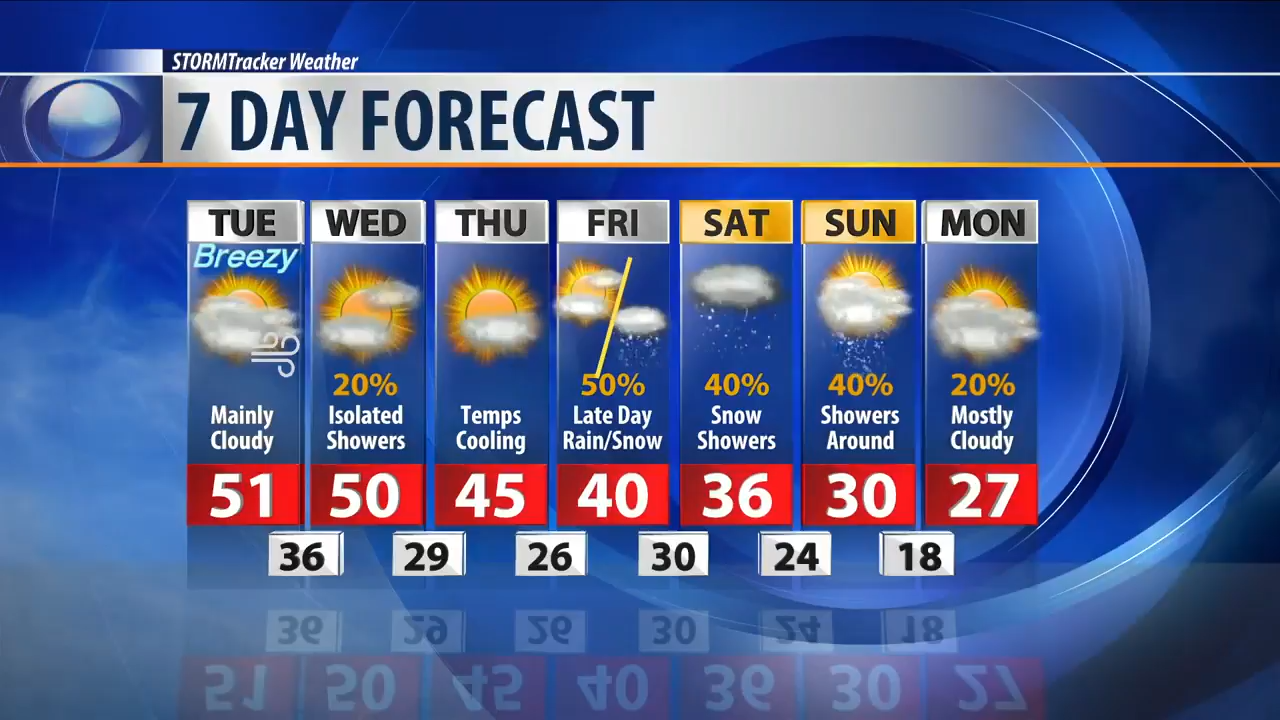 STORMTracker Weather
7 DAY FORECAST
TUE WED THU FRI SAT SUN MON
Breezy
20% 50% 40% 40% 20%
Mainly Cloudy
Isolated Showers
Temps Cooling
Late Day Rain/Snow
Snow Showers
Showers Around
Mostly Cloudy
51 50 45 40 36 30 27
36 29 26 30 24 18